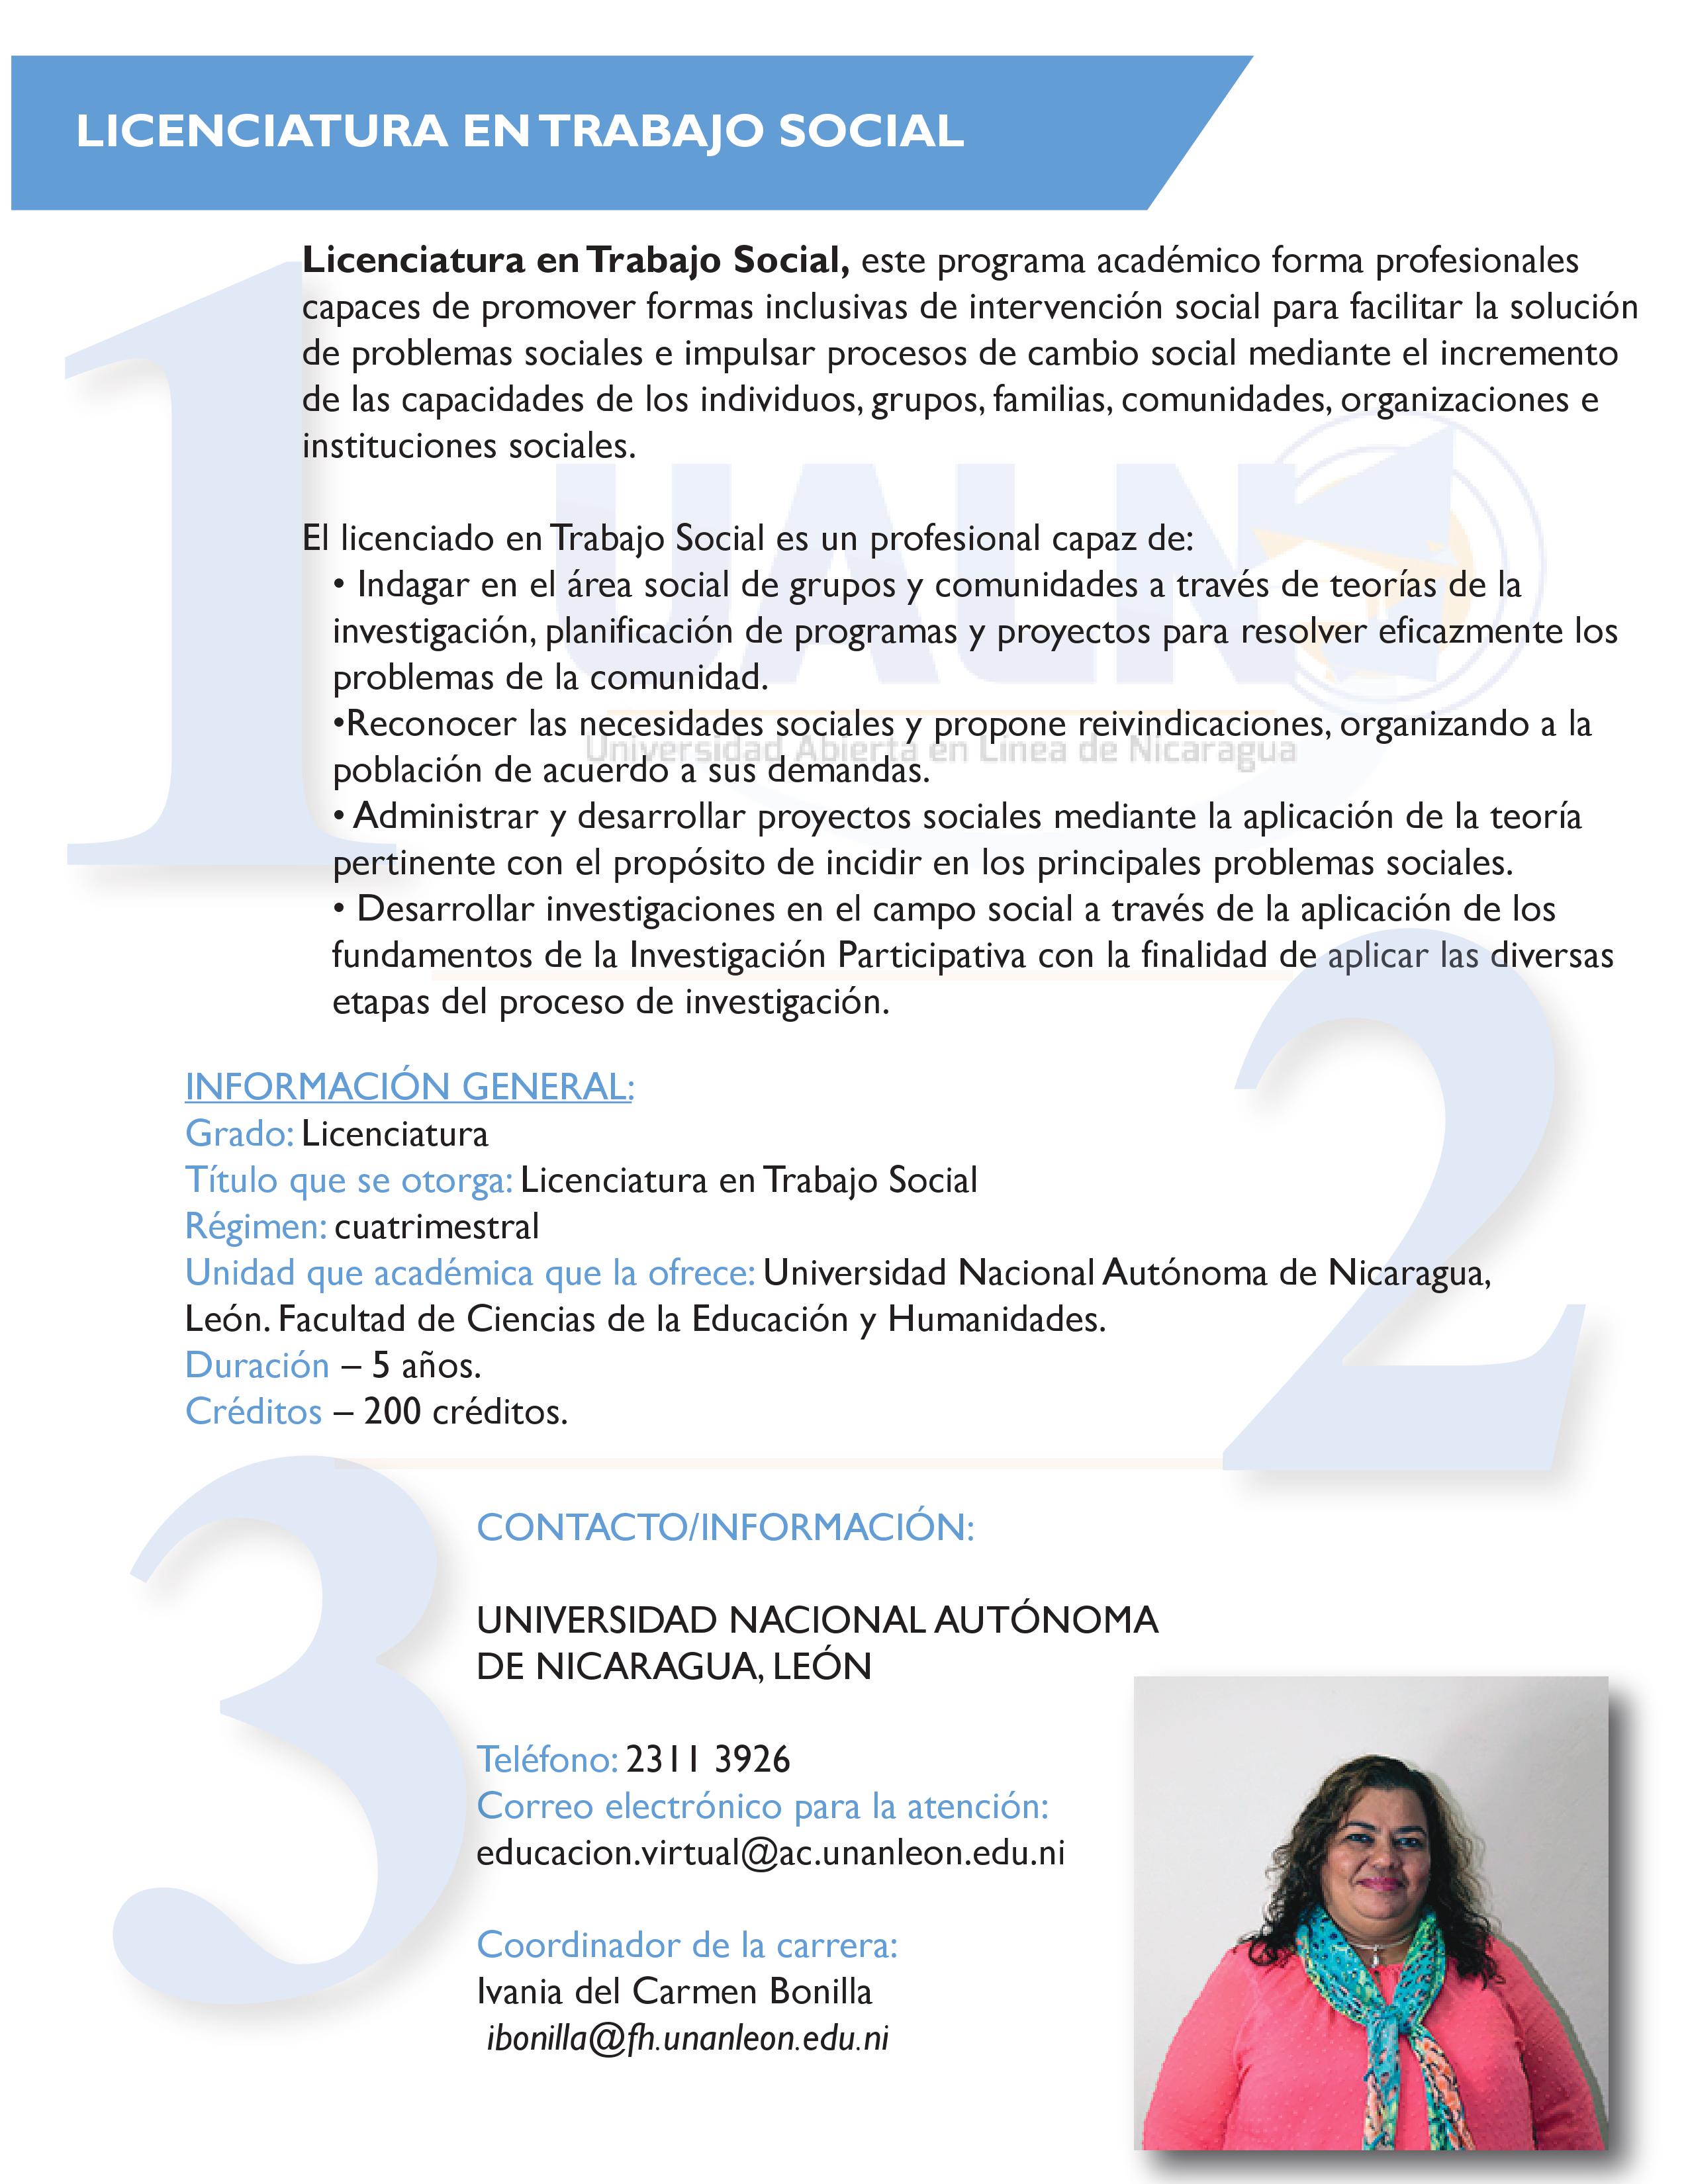 LICENCIATURA EN TRABAJO SOCIAL
1
Licenciatura en Trabajo Social, este programa académico forma profesionales
capaces de promover formas inclusivas de intervención social para facilitar la solución
de problemas sociales e impulsar procesos de cambio social mediante el incremento
de las capacidades de los individuos, grupos, familias, comunidades, organizaciones e
instituciones sociales.
UALN
Universidad Abierta en Línea de Nicaragua
El licenciado en Trabajo Social es un profesional capaz de:
• Indagar en el área social de grupos y comunidades a través de teorías de la
investigación, planificación de programas y proyectos para resolver eficazmente los
problemas de la comunidad.
•Reconocer las necesidades sociales y propone reivindicaciones, organizando a la
población de acuerdo a sus demandas.
• Administrar y desarrollar proyectos sociales mediante la aplicación de la teoría
pertinente con el propósito de incidir en los principales problemas sociales.
• Desarrollar investigaciones en el campo social a través de la aplicación de los
fundamentos de la Investigación Participativa con la finalidad de aplicar las diversas
etapas del proceso de investigación.
2
INFORMACIÓN GENERAL:
Grado: Licenciatura
Título que se otorga: Licenciatura en Trabajo Social
Régimen: cuatrimestral
Unidad que académica que la ofrece: Universidad Nacional Autónoma de Nicaragua,
León. Facultad de Ciencias de la Educación y Humanidades.
Duración – 5 años.
Créditos – 200 créditos.
3
CONTACTO/INFORMACIÓN:
UNIVERSIDAD NACIONAL AUTÓNOMA
DE NICARAGUA, LEÓN
Teléfono: 2311 3926
Correo electrónico para la atención:
educacion.virtual@ac.unanleon.edu.ni
Coordinador de la carrera:
Ivania del Carmen Bonilla
ibonilla@fh.unanleon.edu.ni